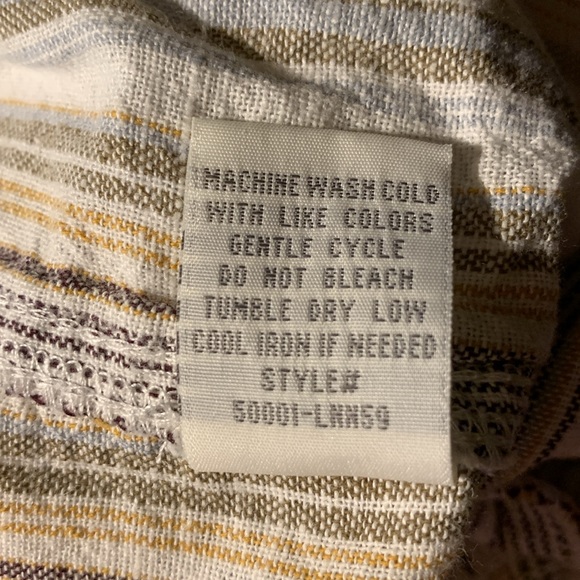 MACHINE WASH COLD
WITH LIKE COLORS
GENTLE CYCLE
DO NOT BLEACH
TUMBLE DRY LOW
COOL IRON IF NEEDED
STYLE#
50001-LNN59